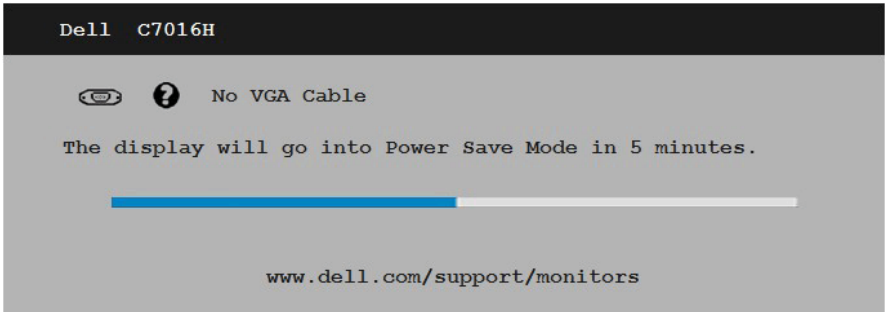 Dell C7016H
No VGA Cable
The display will go into Power Save Mode in 5 minutes.
www.dell.com/support/monitors